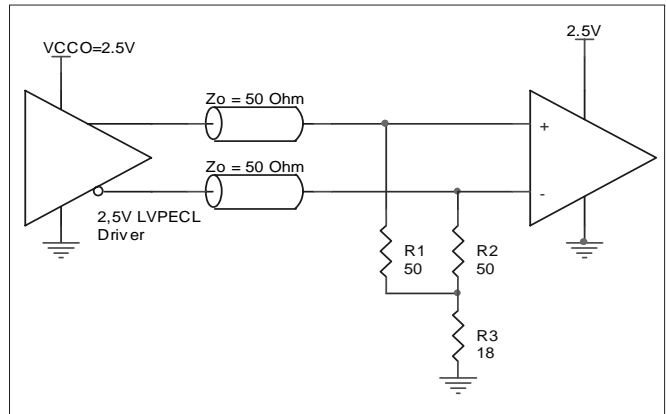 2.5V
VCCO=2.5V
Zo = 50 Ohm
+
Zo = 50 Ohm
-
2,5V LVPECL
Driver
R1
50
R2
50
R3
18